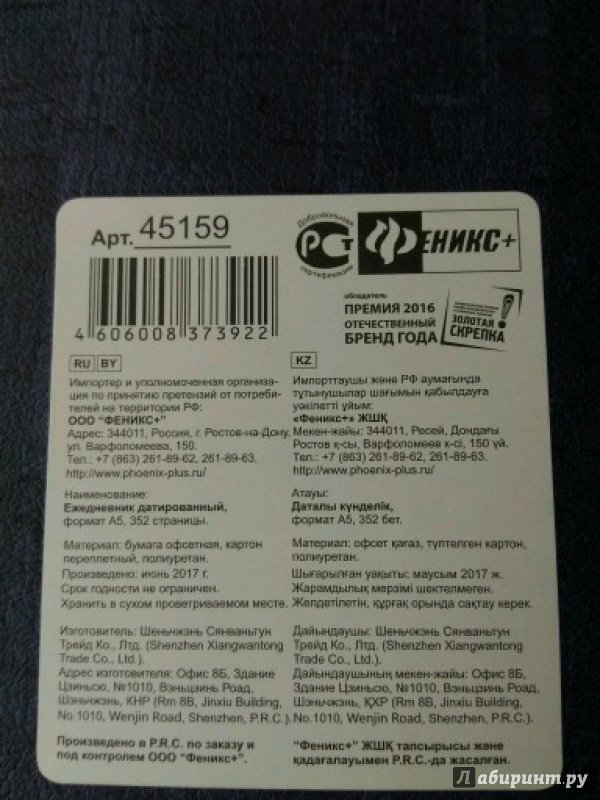 Арт. 45159
4 606008 373922
Добровольная
РСТ
сертификация
ФЕНИКС+
обладатель
ПРЕМИЯ 2016
ОТЕЧЕСТВЕННЫЙ
БРЕНД ГОДА
ЗОЛОТАЯ
СКРЕПКА
RU BY
Импортер и уполномоченная организа-
ция по принятию претензий от потреби-
телей на территории РФ:
ООО "ФЕНИКС+"
Адрес: 344011, Россия, г. Ростов-на-Дону,
ул. Варфоломеева, 150.
Тел.: +7 (863) 261-89-62, 261-89-63.
http://www.phoenix-plus.ru/
Наименование:
Ежедневник датированный,
формат А5, 352 страницы.
Материал: бумага офсетная, картон
переплетный, полиуретан.
Произведено: июнь 2017 г.
Срок годности не ограничен.
Хранить в сухом проветриваемом месте.
Изготовитель: Шеньчжэнь Сянваньтун
Трейд Ко., Лтд. (Shenzhen Xiangwantong
Trade Co., Ltd.).
Адрес изготовителя: Офис 8Б, Здание
Цзиньсю, №1010, Вэньцзинь Роад,
Шэньчжэнь, КНР (Rm 8B, Jinxiu Building,
No.1010, Wenjin Road, Shenzhen, P.R.C.).
Произведено в P.R.C. по заказу и
под контролем ООО "Феникс+".
KZ
Импорттаушы және РФ аумағында
тұтынушылар шағымын қабылдауға
уәкілетті ұйым:
«Феникс+» ЖШҚ
Мекен-жайы: 344011, Ресей, Дондағы
Ростов қ-сы, Варфоломеев к-сі, 150 үй.
Тел.: +7 (863) 261-89-62, 261-89-63.
http://www.phoenix-plus.ru/
Атауы:
Даталы күнделік,
формат А5, 352 бет.
Материал: офсет қағаз, түптелген картон,
полиуретан.
Шығарылған уақыты: маусым 2017 ж.
Жарамдылық мерзімі шектелмеген.
Желдетілетін, құрғақ орында сақтау керек.
Дайындаушы: Шеньчжэнь Сянваньтун
Трейд Ко., Лтд. (Shenzhen Xiangwantong
Trade Co., Ltd.).
Дайындаушының мекен-жайы: Офис 8Б,
Здание Цзиньсю, №1010, Вэньцзинь Роад,
Шэньчжэнь, ҚХР (Rm 8B, Jinxiu Building,
No.1010, Wenjin Road, Shenzhen, P.R.C.).
"Феникс+" ЖШҚ тапсырысы және
қадағалауымен P.R.C.-да жасалған.
Лабиринт.ру